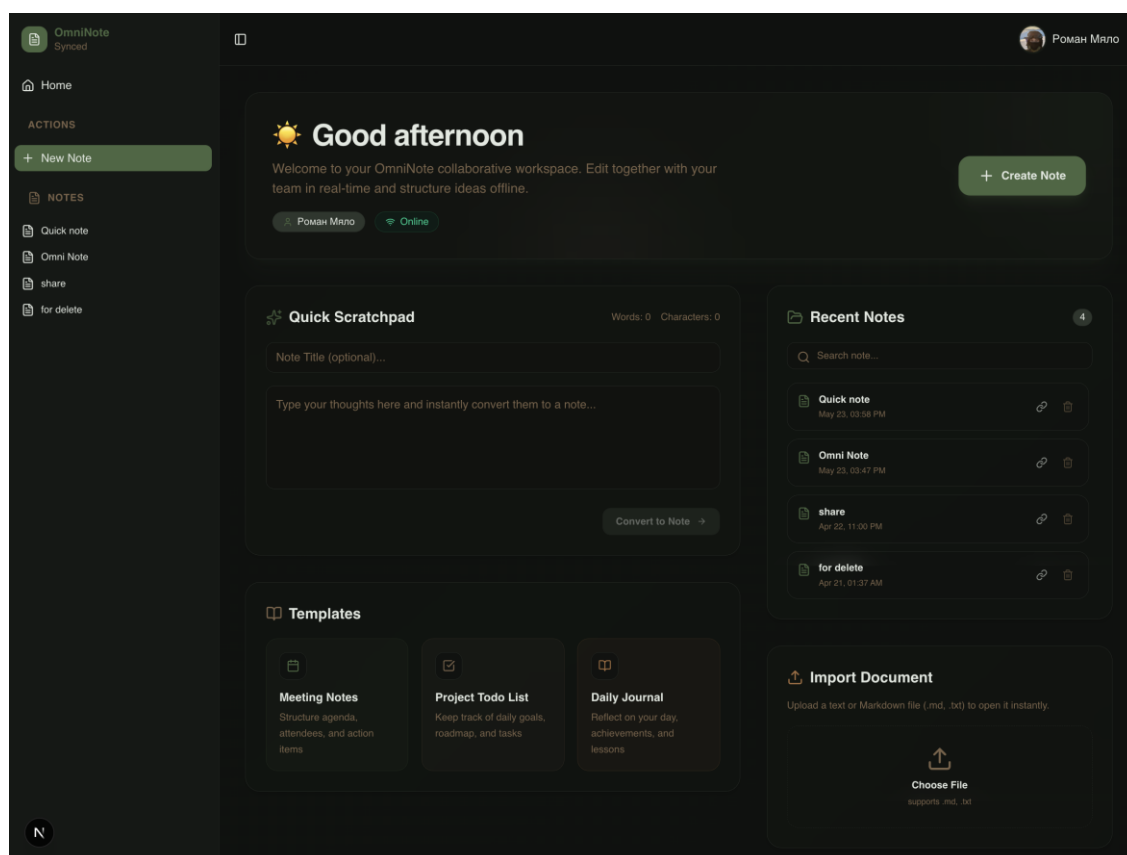 OmniNote
Synced
Home
ACTIONS
+ New Note
NOTES
Quick note
Omni Note
share
for delete
N
Роман Мяло
Good afternoon
Welcome to your OmniNote collaborative workspace. Edit together with your
team in real-time and structure ideas offline.
Роман Мяло
Online
+ Create Note
Quick Scratchpad
Words: 0 Characters: 0
Note Title (optional)...
Type your thoughts here and instantly convert them to a note...
Convert to Note →
Templates
Meeting Notes
Structure agenda,
attendees, and action
items
Project Todo List
Keep track of daily goals,
roadmap, and tasks
Daily Journal
Reflect on your day,
achievements, and
lessons
Recent Notes
4
Search note...
Quick note
May 23, 03:58 PM
Omni Note
May 23, 03:47 PM
share
Apr 22, 11:00 PM
for delete
Apr 21, 01:37 AM
Import Document
Upload a text or Markdown file (.md, .txt) to open it instantly.
Choose File
supports .md, .txt